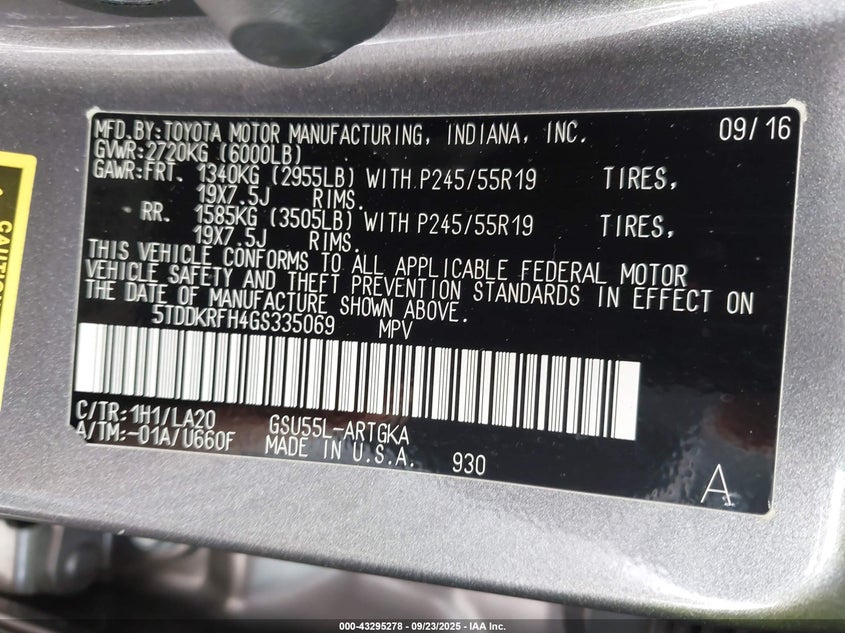 MFD.BY:TOYOTA MOTOR MANUFACTURING, INDIANA, INC. 09/16
GVWR:2720KG (6000LB)
GAWR:FRT. 1340KG (2955LB) WITH P245/55R19 TIRES,
19X7.5J RIMS.
RR. 1585KG (3505LB) WITH P245/55R19 TIRES,
19X7.5J RIMS.
THIS VEHICLE CONFORMS TO ALL APPLICABLE FEDERAL MOTOR
VEHICLE SAFETY AND THEFT PREVENTION STANDARDS IN EFFECT ON
THE DATE OF MANUFACTURE SHOWN ABOVE.
5TDDKRFH4GS335069 MPV
C/TR:1H1/LA20 GSU55L-ARTGKA
A/TM:-01A/U660F MADE IN U.S.A. 930
A
CAUTION
000-43295278 - 09/23/2025 - IAA Inc.